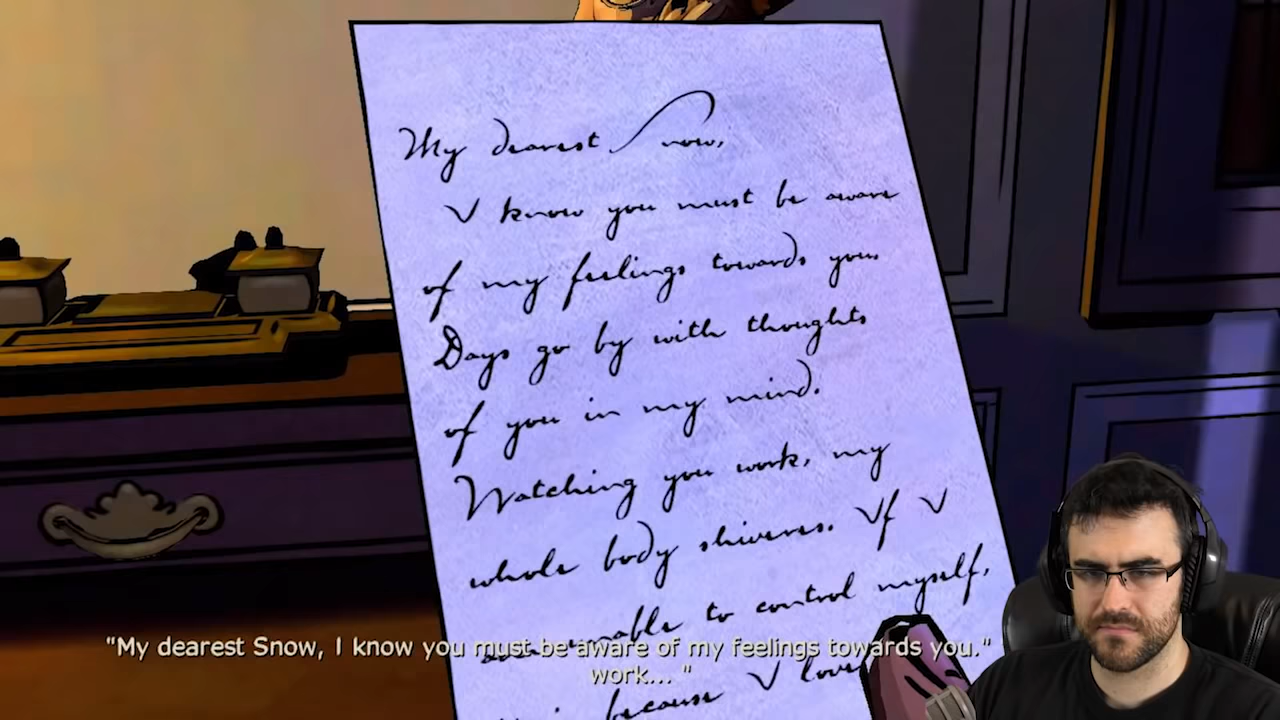 My dearest Snow,
I know you must be aware
of my feelings towards you.
Days go by with thoughts
of you in my mind.
Watching you work, my
whole body shivers. If I
unable to control myself,
because I love
"My dearest Snow, I know you must be aware of my feelings towards you."
work... "